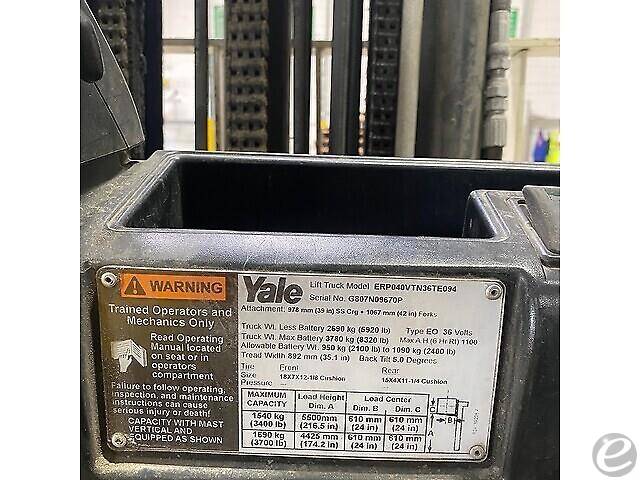 WARNING
Trained Operators and
Mechanics Only
Read Operating
Manual located
on seat or in
operators
compartment
Failure to follow operating,
inspection, and maintenance
instructions can cause
serious injury or death!
CAPACITY WITH MAST
VERTICAL AND
EQUIPPED AS SHOWN
Yale
Lift Truck Model ERP040VTN36TE094
Serial No. G807N09670P
Attachment: 978 mm (39 in) SS Crg + 1067 mm (42 in) Forks
Truck Wt. Less Battery 2690 kg (5920 lb) Type EO 36 Volts
Truck Wt. Max Battery 3780 kg (8320 lb) Max A H (6 Hr Rt) 1100
Allowable Battery Wt. 950 kg (2100 lb) to 1090 kg (2400 lb)
Tread Width 892 mm (35.1 in) Back Tilt 5.0 Degrees
Tire Front Rear
Size 18X7X12-1/8 Cushion 15X4X11-1/4 Cushion
Pressure -- --
MAXIMUM CAPACITY Load Height Dim. A Load Center Dim. B Dim. C
1540 kg (3400 lb) 5500mm (216.5 in) 610 mm (24 in) 610 mm (24 in)
1690 kg (3700 lb) 4425 mm (174.2 in) 610 mm (24 in) 610 mm (24 in)
C
B
A